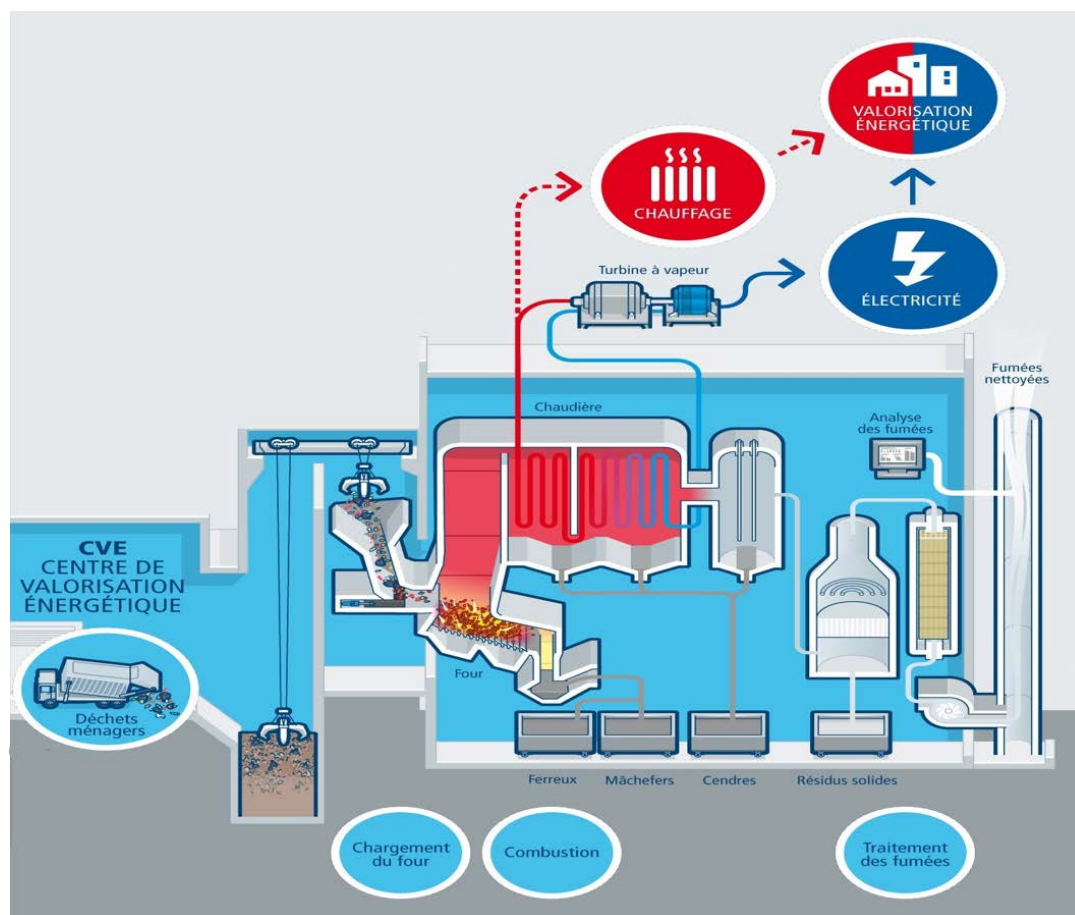 VALORISATION
ÉNERGÉTIQUE
CHAUFFAGE
Turbine à vapeur
ÉLECTRICITÉ
Fumées
nettoyées
Chaudière
Analyse
des fumées
CVE
CENTRE DE
VALORISATION
ÉNERGÉTIQUE
Four
Déchets
ménagers
Ferreux
Mâchefers
Cendres
Résidus solides
Chargement
du four
Combustion
Traitement
des fumées